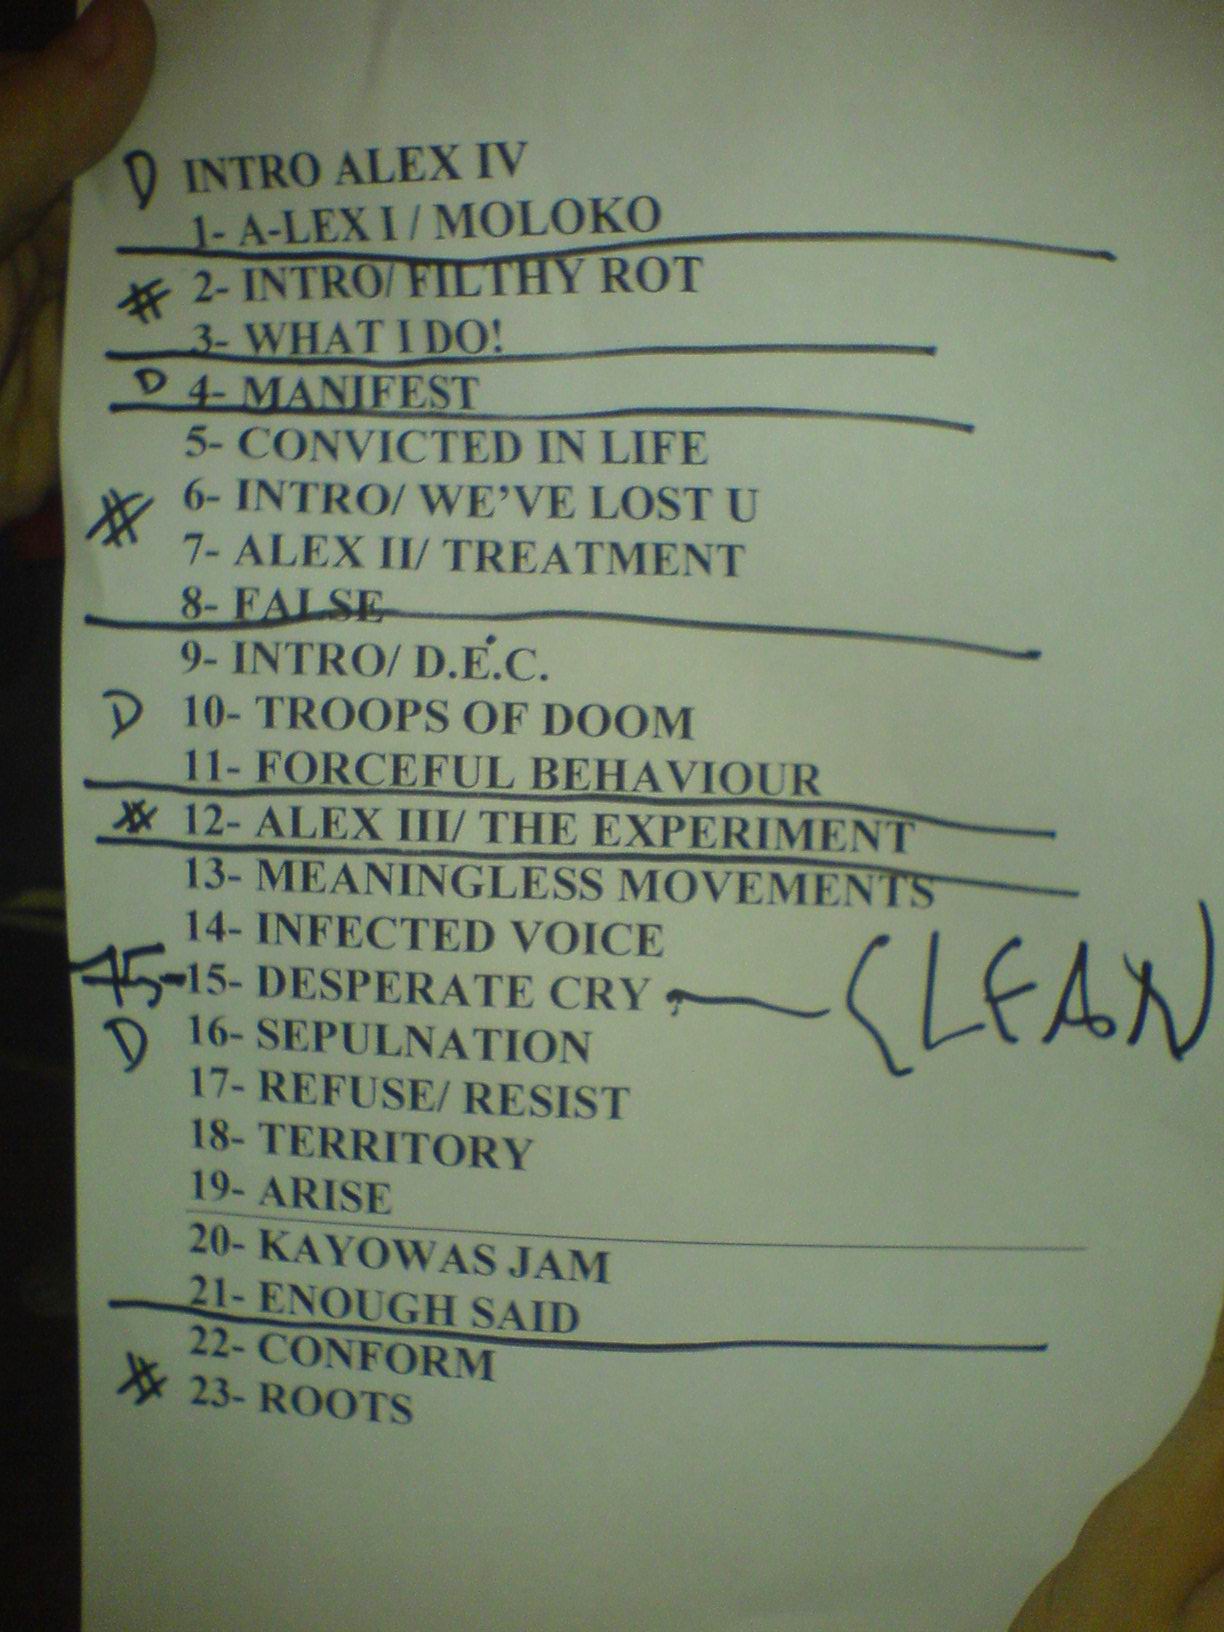 D INTRO ALEX IV
1- A-LEX I / MOLOKO
# 2- INTRO/ FILTHY ROT
3- WHAT I DO!
D 4- MANIFEST
5- CONVICTED IN LIFE
# 6- INTRO/ WE'VE LOST U
7- ALEX II/ TREATMENT
8- FALSE
9- INTRO/ D.E.C.
D 10- TROOPS OF DOOM
11- FORCEFUL BEHAVIOUR
# 12- ALEX III/ THE EXPERIMENT
13- MEANINGLESS MOVEMENTS
14- INFECTED VOICE
15- DESPERATE CRY CLEAN
D 16- SEPULNATION
17- REFUSE/ RESIST
18- TERRITORY
19- ARISE
20- KAYOWAS JAM
21- ENOUGH SAID
22- CONFORM
# 23- ROOTS